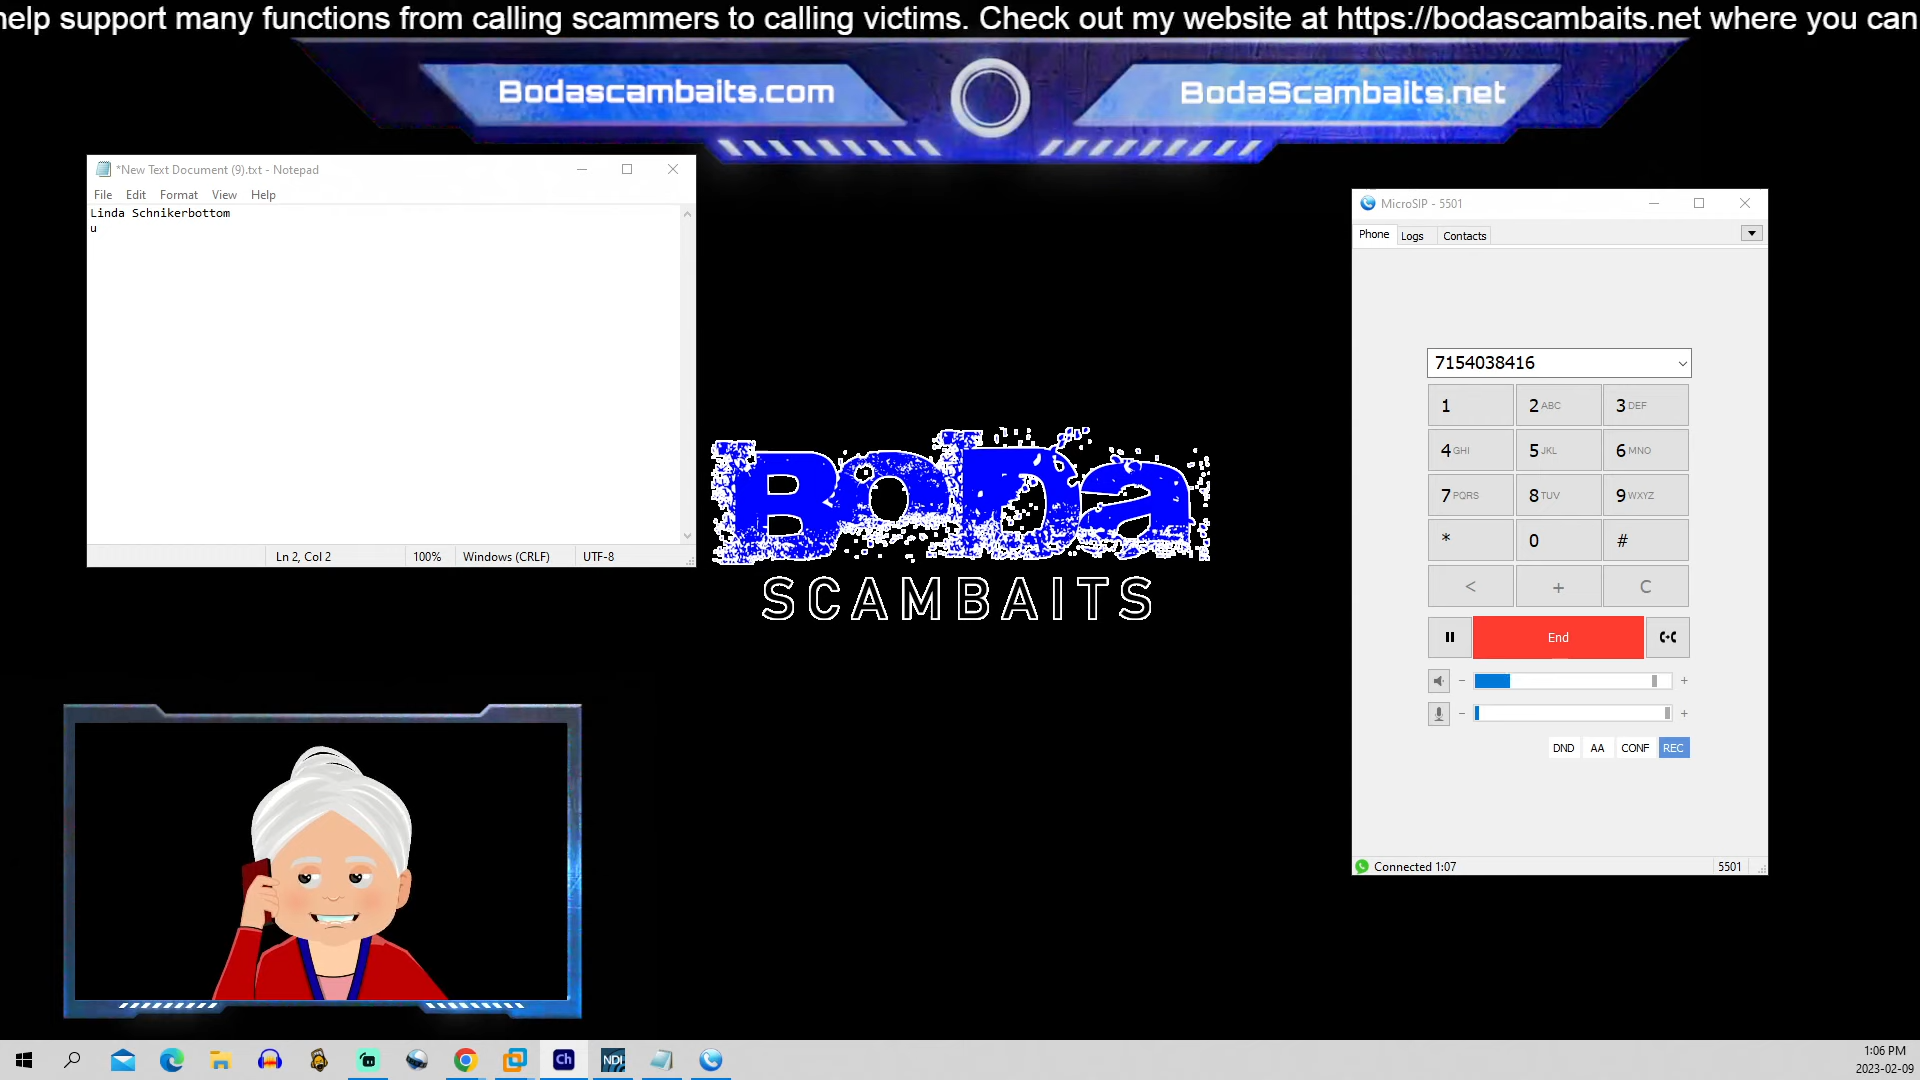 help support many functions from calling scammers to calling victims. Check out my website at https://bodascambaits.net where you can
Bodascambaits.com
BodaScambaits.net
*New Text Document (9).txt - Notepad
File Edit Format View Help
Linda Schnikerbottom
u
Ln 2, Col 2 100% Windows (CRLF) UTF-8
BoDa
SCAMBAITS
MicroSIP - 5501
Phone Logs Contacts
7154038416
1 2 ABC 3 DEF
4 GHI 5 JKL 6 MNO
7 PQRS 8 TUV 9 WXYZ
* 0 #
< + C
End
- +
- +
DND AA CONF REC
Connected 1:07 5501
Ch NDI
1:06 PM
2023-02-09